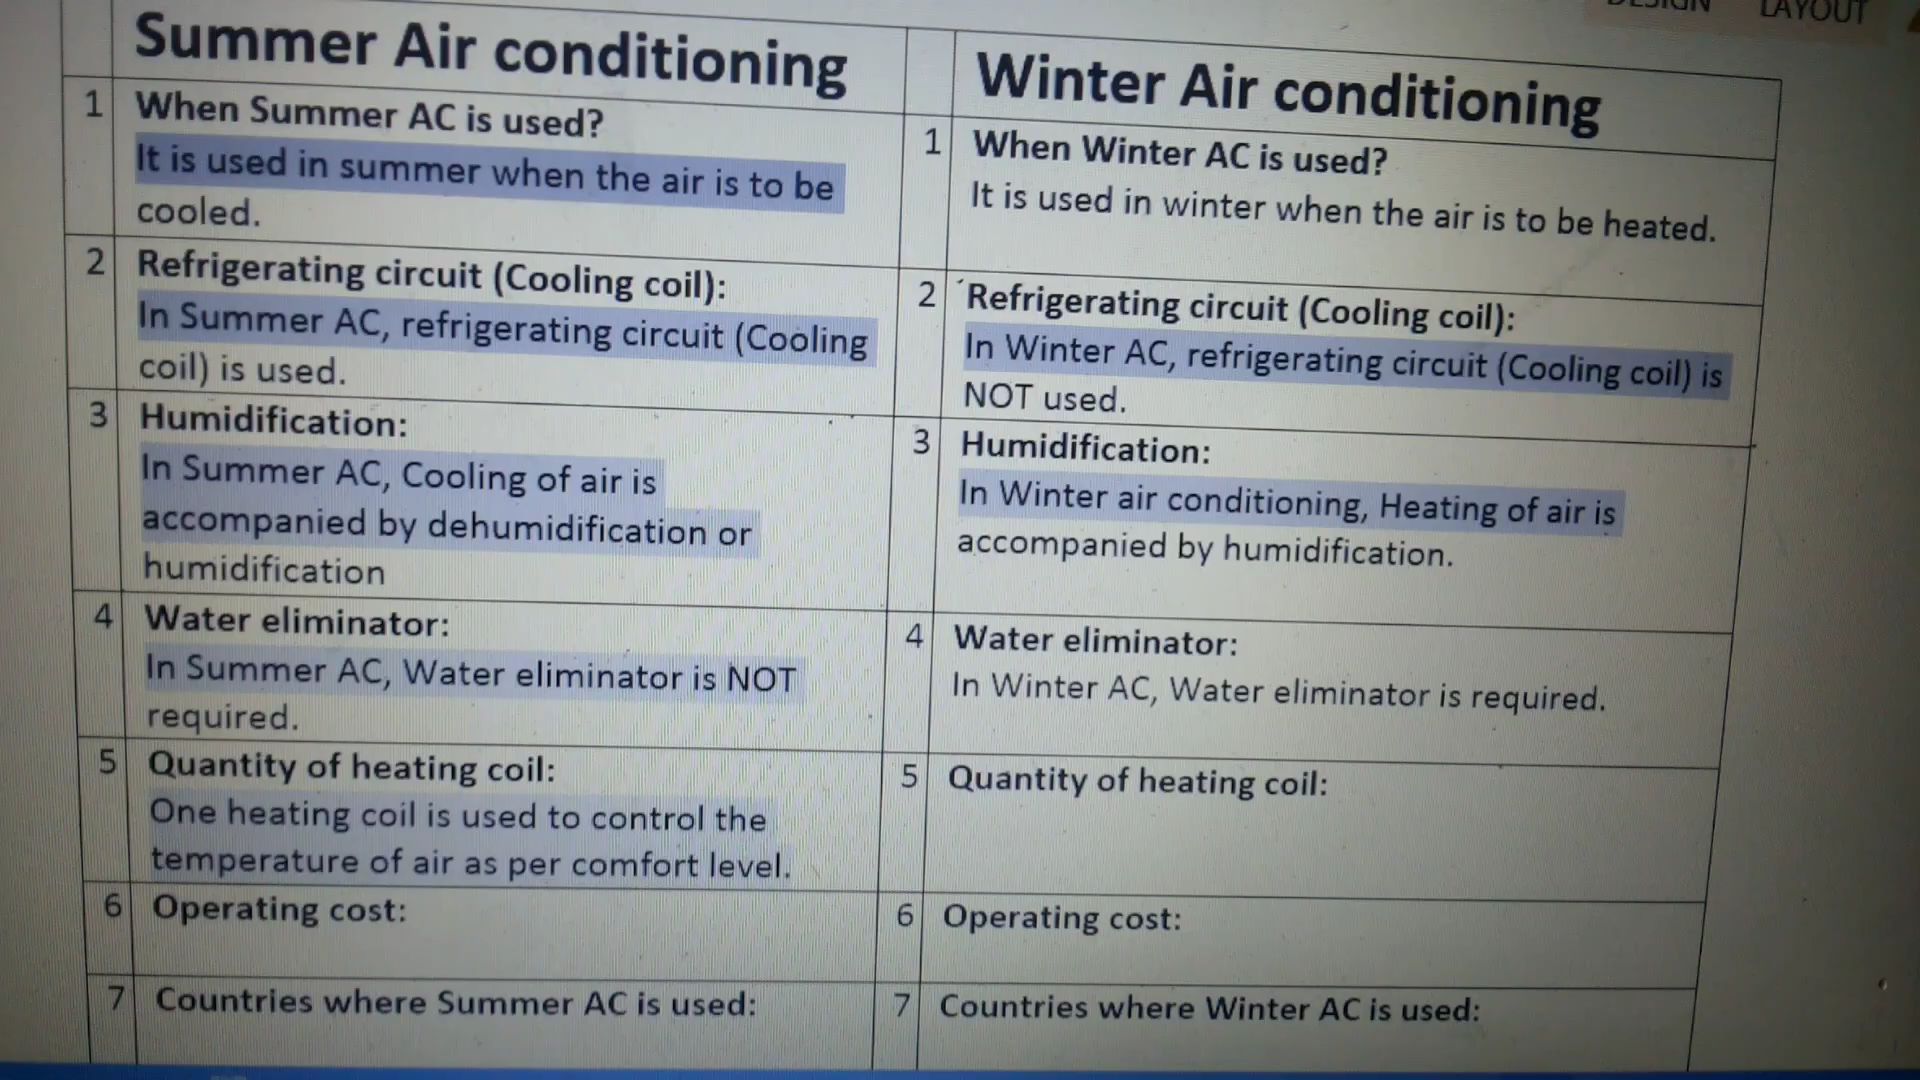 LAYOUT
Summer Air conditioning
Winter Air conditioning
1 When Summer AC is used?
It is used in summer when the air is to be
cooled.
1 When Winter AC is used?
It is used in winter when the air is to be heated.
2 Refrigerating circuit (Cooling coil):
In Summer AC, refrigerating circuit (Cooling
coil) is used.
2 Refrigerating circuit (Cooling coil):
In Winter AC, refrigerating circuit (Cooling coil) is
NOT used.
3 Humidification:
In Summer AC, Cooling of air is
accompanied by dehumidification or
humidification
3 Humidification:
In Winter air conditioning, Heating of air is
accompanied by humidification.
4 Water eliminator:
In Summer AC, Water eliminator is NOT
required.
4 Water eliminator:
In Winter AC, Water eliminator is required.
5 Quantity of heating coil:
One heating coil is used to control the
temperature of air as per comfort level.
5 Quantity of heating coil:
6 Operating cost:
6 Operating cost:
7 Countries where Summer AC is used:
7 Countries where Winter AC is used: